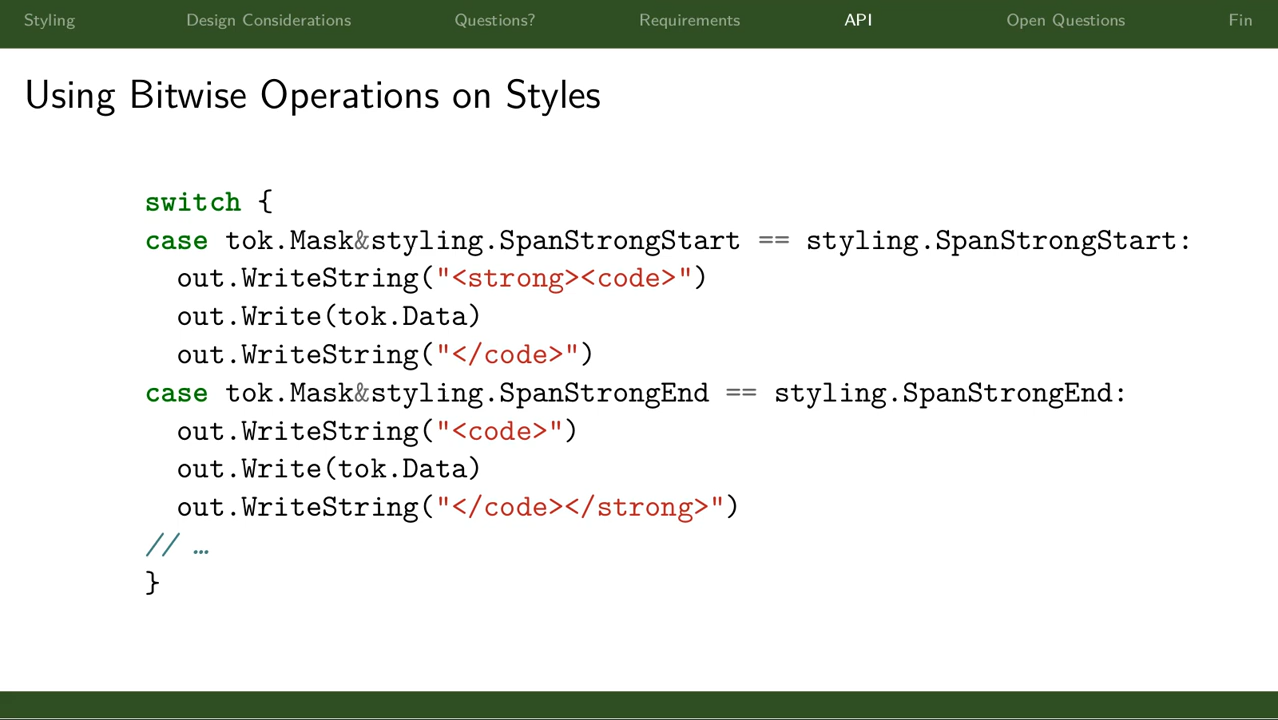 Styling Design Considerations Questions? Requirements API Open Questions Fin
Using Bitwise Operations on Styles
switch {
case tok.Mask&styling.SpanStrongStart == styling.SpanStrongStart:
  out.WriteString("<strong><code>")
  out.Write(tok.Data)
  out.WriteString("</code>")
case tok.Mask&styling.SpanStrongEnd == styling.SpanStrongEnd:
  out.WriteString("<code>")
  out.Write(tok.Data)
  out.WriteString("</code></strong>")
// …
}